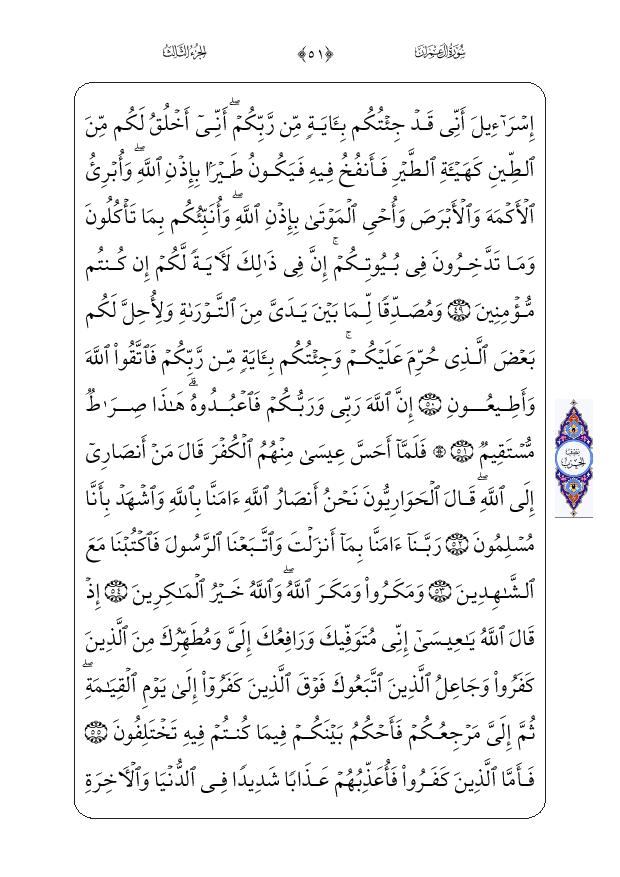 سُورَةُ آلِ عِمْرَان ﴿٥١﴾ الجُزْءُ الثَّالِثُ
إِسْرَٰٓءِيلَ أَنِّى قَدْ جِئْتُكُم بِـَٔايَةٍ مِّن رَّبِّكُمْ ۖ أَنِّىٓ أَخْلُقُ لَكُم مِّنَ
ٱلطِّينِ كَهَيْـَٔةِ ٱلطَّيْرِ فَأَنفُخُ فِيهِ فَيَكُونُ طَيْرًۢا بِإِذْنِ ٱللَّهِ ۖ وَأُبْرِئُ
ٱلْأَكْمَهَ وَٱلْأَبْرَصَ وَأُحْىِ ٱلْمَوْتَىٰ بِإِذْنِ ٱللَّهِ ۖ وَأُنَبِّئُكُم بِمَا تَأْكُلُونَ
وَمَا تَدَّخِرُونَ فِى بُيُوتِكُمْ ۚ إِنَّ فِى ذَٰلِكَ لَـَٔايَةً لَّكُمْ إِن كُنتُم
مُّؤْمِنِينَ ﴿٤٩﴾ وَمُصَدِّقًا لِّمَا بَيْنَ يَدَىَّ مِنَ ٱلتَّوْرَىٰةِ وَلِأُحِلَّ لَكُم
بَعْضَ ٱلَّذِى حُرِّمَ عَلَيْكُمْ ۚ وَجِئْتُكُم بِـَٔايَةٍ مِّن رَّبِّكُمْ فَٱتَّقُوا۟ ٱللَّهَ
وَأَطِيعُونِ ﴿٥٠﴾ إِنَّ ٱللَّهَ رَبِّى وَرَبُّكُمْ فَٱعْبُدُوهُ ۗ هَٰذَا صِرَٰطٌ
مُّسْتَقِيمٌ ﴿٥١﴾ ۞ فَلَمَّآ أَحَسَّ عِيسَىٰ مِنْهُمُ ٱلْكُفْرَ قَالَ مَنْ أَنصَارِىٓ
نصف
الحزب
إِلَى ٱللَّهِ ۖ قَالَ ٱلْحَوَارِيُّونَ نَحْنُ أَنصَارُ ٱللَّهِ ءَامَنَّا بِٱللَّهِ وَٱشْهَدْ بِأَنَّا
مُسْلِمُونَ ﴿٥٢﴾ رَبَّنَآ ءَامَنَّا بِمَآ أَنزَلْتَ وَٱتَّبَعْنَا ٱلرَّسُولَ فَٱكْتُبْنَا مَعَ
ٱلشَّٰهِدِينَ ﴿٥٣﴾ وَمَكَرُوا۟ وَمَكَرَ ٱللَّهُ ۖ وَٱللَّهُ خَيْرُ ٱلْمَٰكِرِينَ ﴿٥٤﴾ إِذْ
قَالَ ٱللَّهُ يَٰعِيسَىٰٓ إِنِّى مُتَوَفِّيكَ وَرَافِعُكَ إِلَىَّ وَمُطَهِّرُكَ مِنَ ٱلَّذِينَ
كَفَرُوا۟ وَجَاعِلُ ٱلَّذِينَ ٱتَّبَعُوكَ فَوْقَ ٱلَّذِينَ كَفَرُوٓا۟ إِلَىٰ يَوْمِ ٱلْقِيَٰمَةِ ۖ
ثُمَّ إِلَىَّ مَرْجِعُكُمْ فَأَحْكُمُ بَيْنَكُمْ فِيمَا كُنتُمْ فِيهِ تَخْتَلِفُونَ ﴿٥٥﴾
فَأَمَّا ٱلَّذِينَ كَفَرُوا۟ فَأُعَذِّبُهُمْ عَذَابًا شَدِيدًا فِى ٱلدُّنْيَا وَٱلْـَٔاخِرَةِ